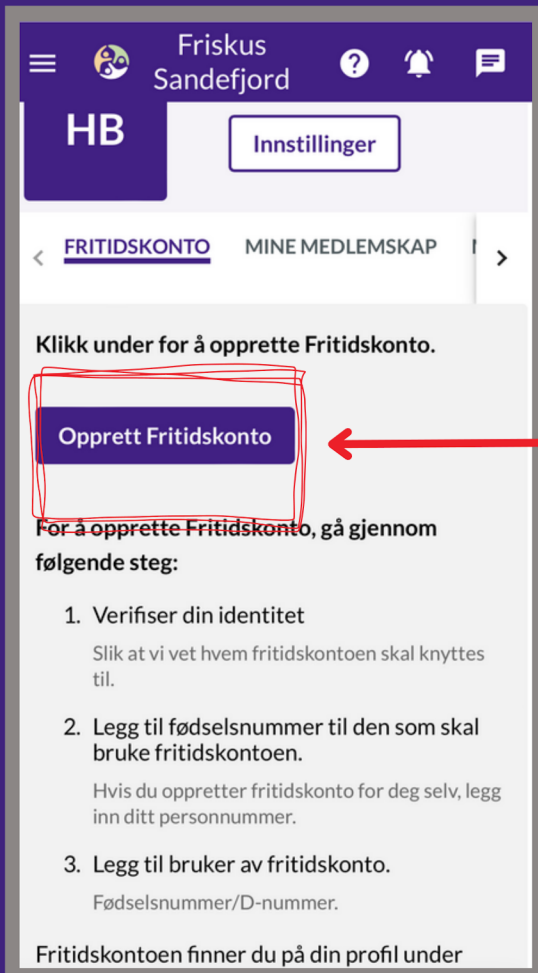 Friskus
Sandefjord
HB
Innstillinger
FRITIDSKONTO MINE MEDLEMSKAP
Klikk under for å opprette Fritidskonto.
Opprett Fritidskonto
For å opprette Fritidskonto, gå gjennom
følgende steg:
1. Verifiser din identitet
Slik at vi vet hvem fritidskontoen skal knyttes
til.
2. Legg til fødselsnummer til den som skal
bruke fritidskontoen.
Hvis du oppretter fritidskonto for deg selv, legg
inn ditt personnummer.
3. Legg til bruker av fritidskonto.
Fødselsnummer/D-nummer.
Fritidskontoen finner du på din profil under